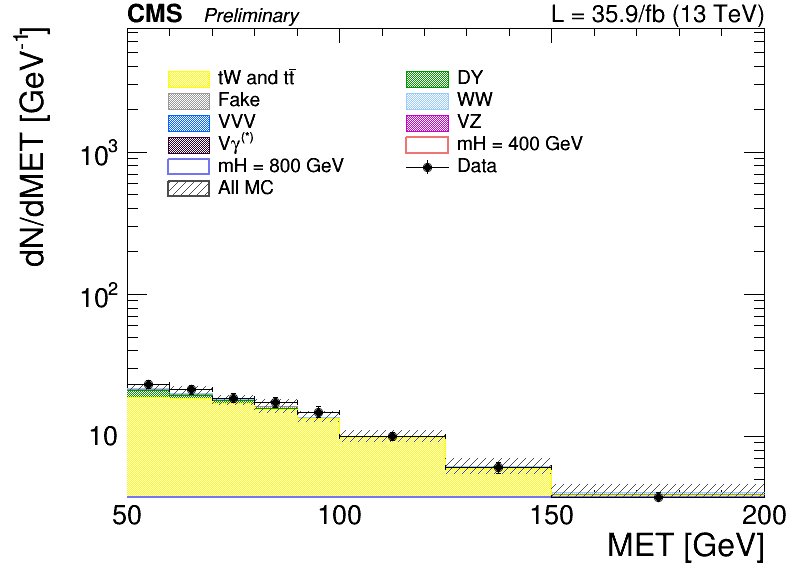 CMS Preliminary L = 35.9/fb (13 TeV)
dN/dMET [GeV⁻¹]
tW and tt̄ DY
Fake WW
VVV VZ
Vγ⁽*⁾ mH = 400 GeV
mH = 800 GeV Data
All MC
10³
10²
10
50 100 150 200
MET [GeV]